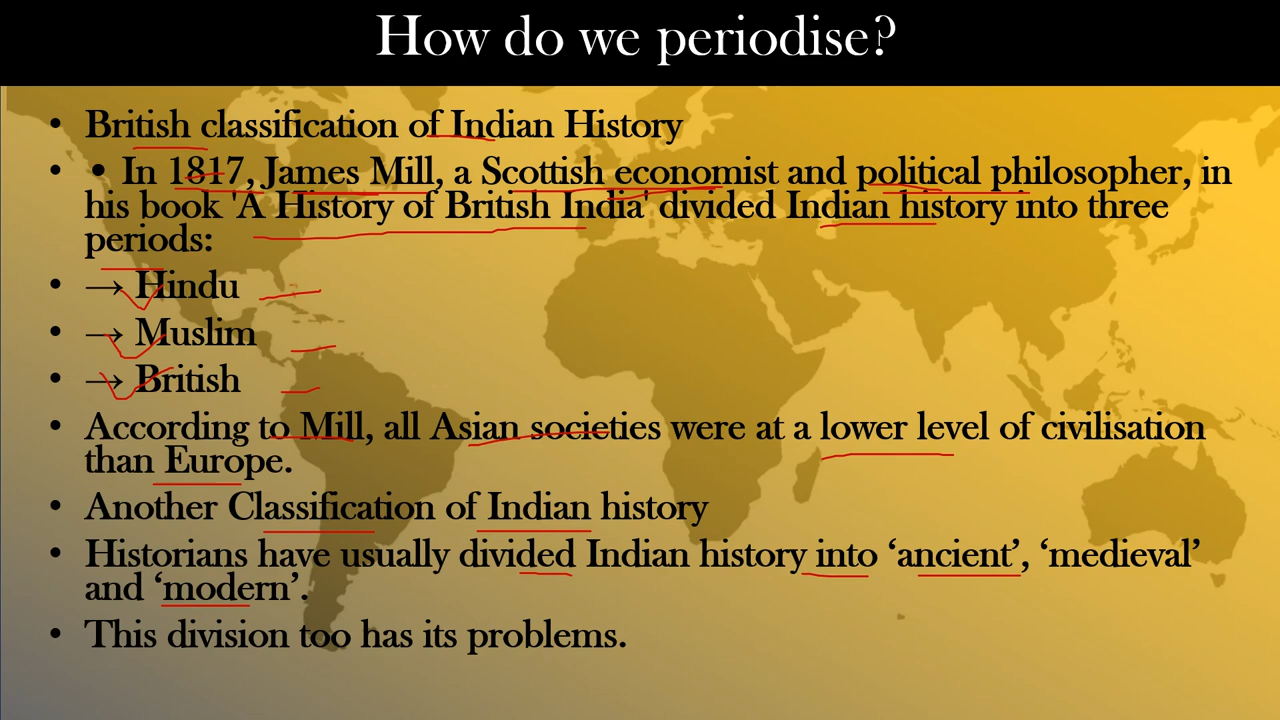 How do we periodise?
• British classification of Indian History
• • In 1817, James Mill, a Scottish economist and political philosopher, in
his book 'A History of British India' divided Indian history into three
periods:
• → Hindu
• → Muslim
• → British
• According to Mill, all Asian societies were at a lower level of civilisation
than Europe.
• Another Classification of Indian history
• Historians have usually divided Indian history into ‘ancient’, ‘medieval’
and ‘modern’.
• This division too has its problems.